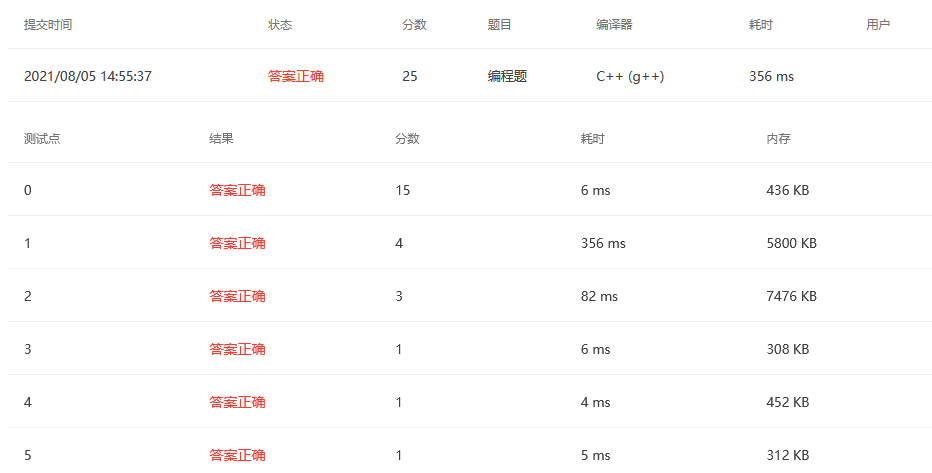 提交时间 状态 分数 题目 编译器 耗时 用户
2021/08/05 14:55:37 答案正确 25 编程题 C++ (g++) 356 ms
测试点 结果 分数 耗时 内存
0 答案正确 15 6 ms 436 KB
1 答案正确 4 356 ms 5800 KB
2 答案正确 3 82 ms 7476 KB
3 答案正确 1 6 ms 308 KB
4 答案正确 1 4 ms 452 KB
5 答案正确 1 5 ms 312 KB